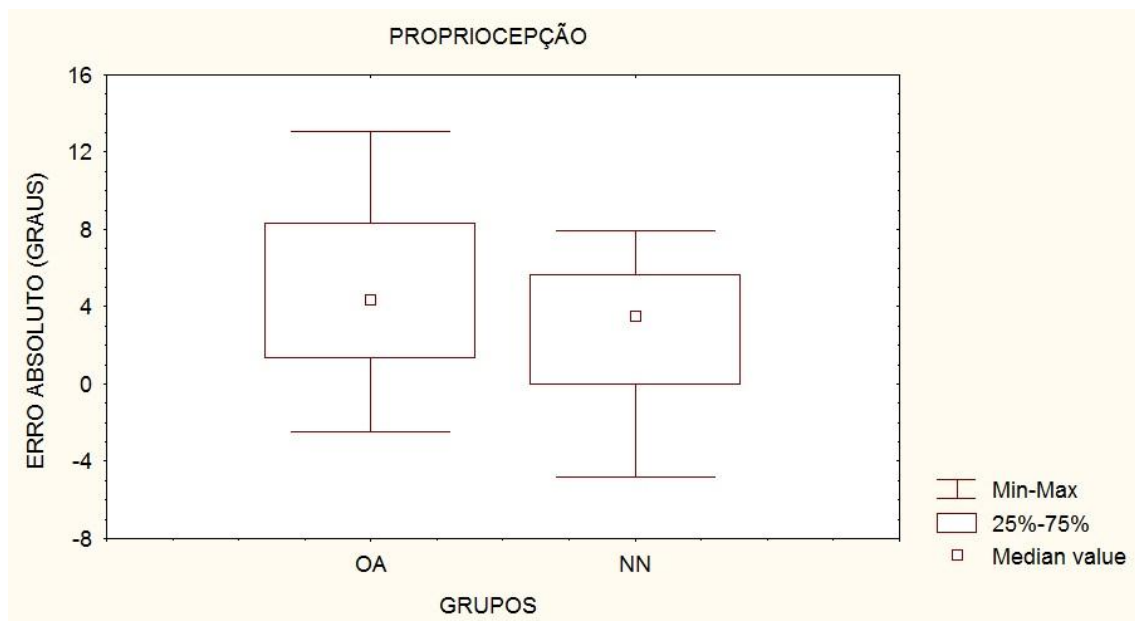 PROPRIOCEPÇÃO
ERRO ABSOLUTO (GRAUS)
16
12
8
4
0
-4
-8
OA NN
GRUPOS
Min-Max
25%-75%
Median value